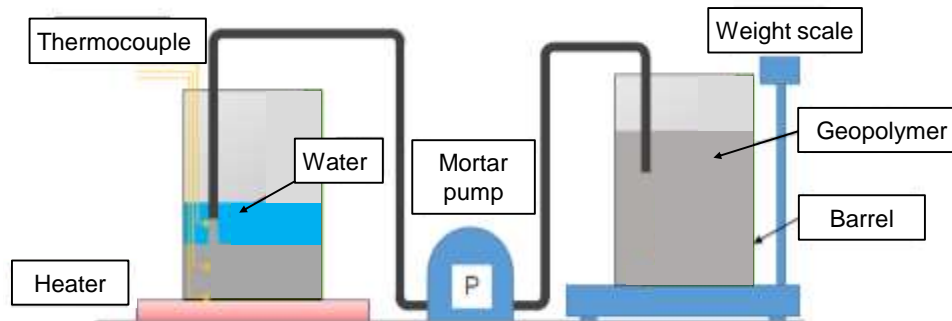 Thermocouple
Weight scale
Water
Mortar
pump
Geopolymer
Barrel
Heater
P